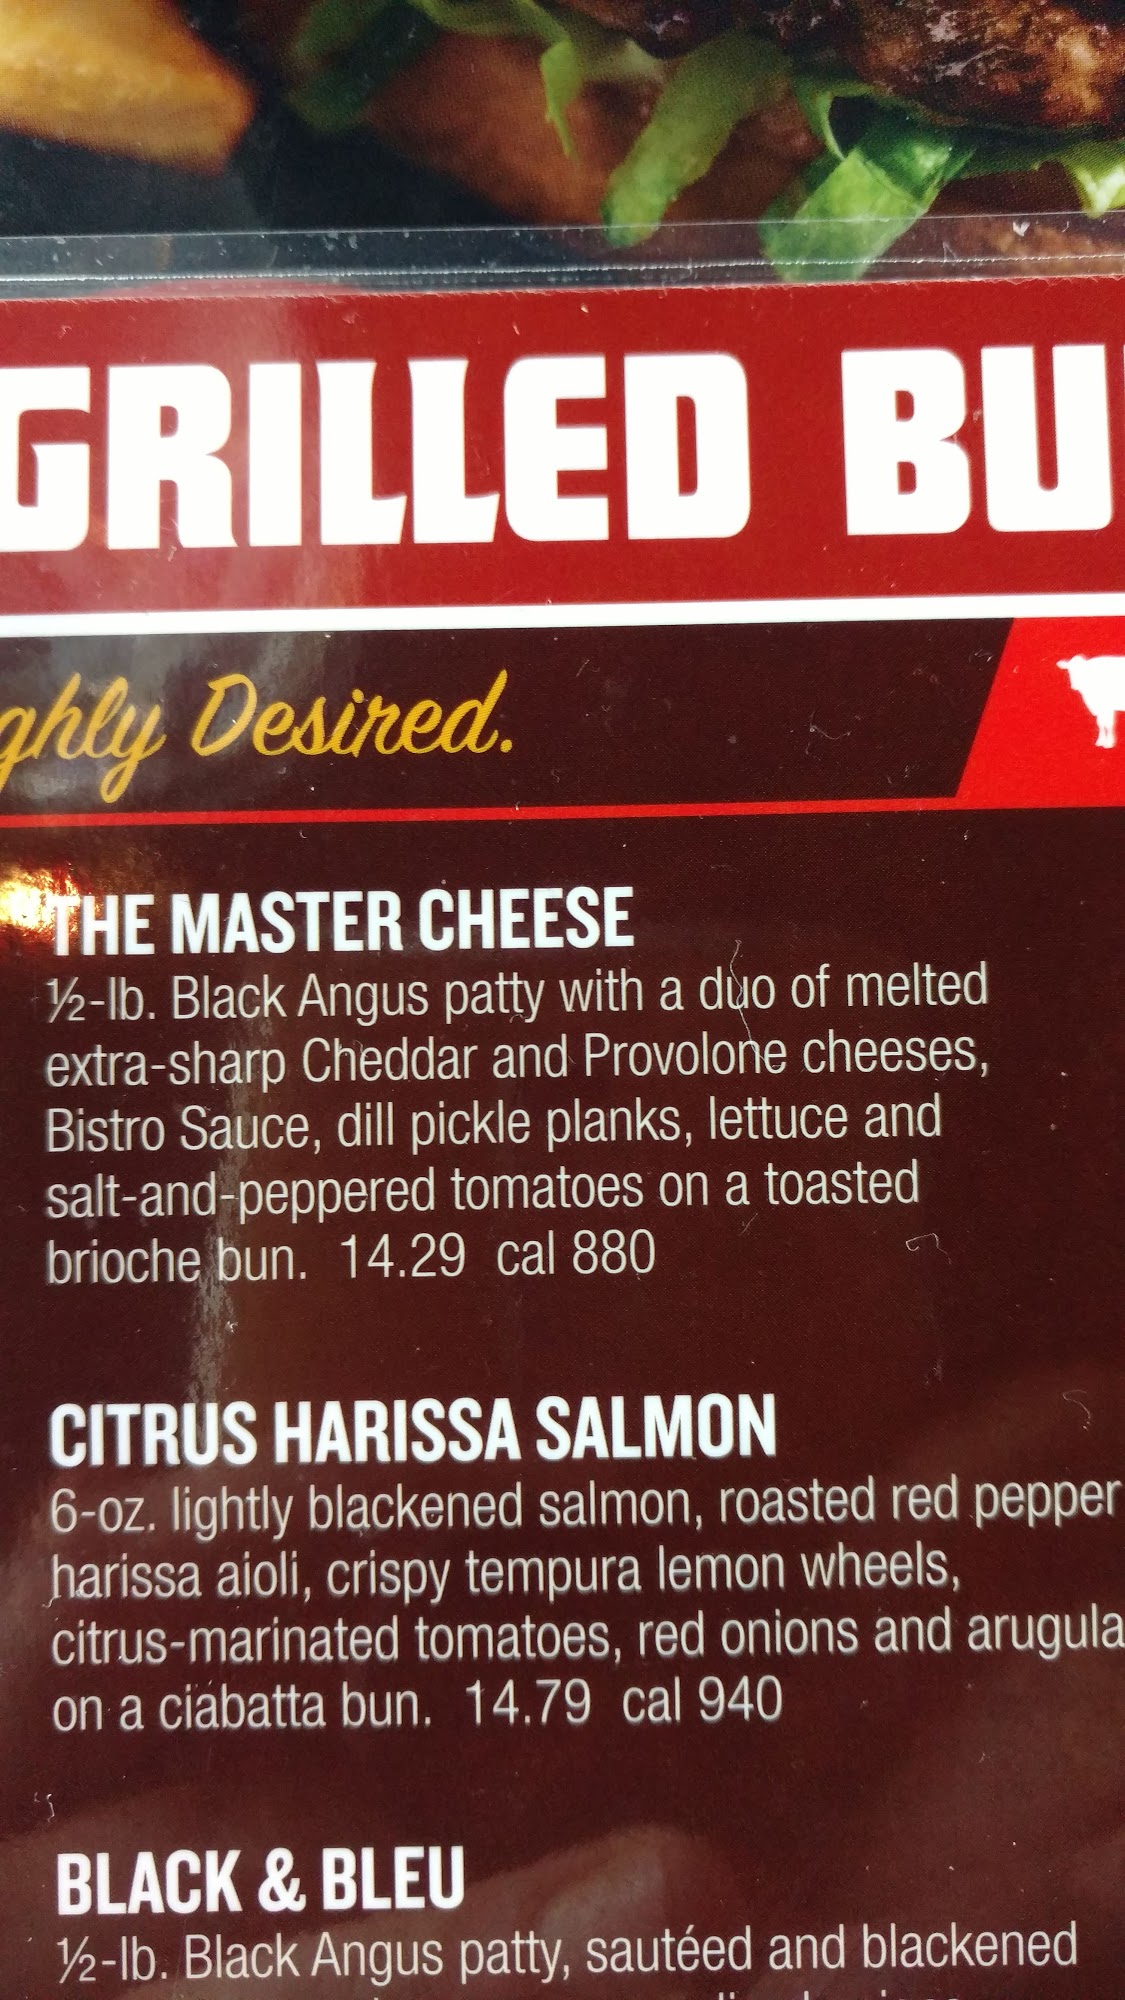 GRILLED BU
ghly Desired.
THE MASTER CHEESE
½-lb. Black Angus patty with a duo of melted
extra-sharp Cheddar and Provolone cheeses,
Bistro Sauce, dill pickle planks, lettuce and
salt-and-peppered tomatoes on a toasted
brioche bun. 14.29 cal 880
CITRUS HARISSA SALMON
6-oz. lightly blackened salmon, roasted red pepper
harissa aioli, crispy tempura lemon wheels,
citrus-marinated tomatoes, red onions and arugula
on a ciabatta bun. 14.79 cal 940
BLACK & BLEU
½-lb. Black Angus patty, sautéed and blackened